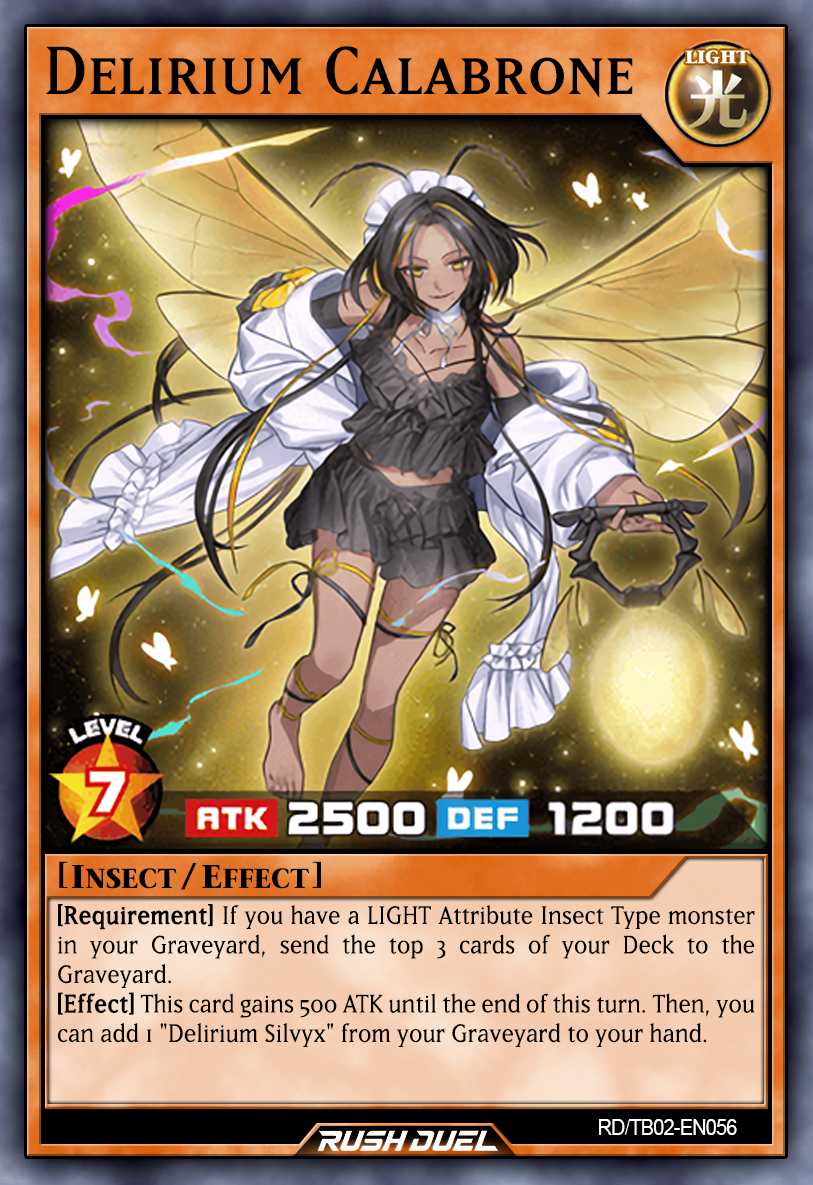 Delirium Calabrone
LIGHT
光
LEVEL
7
ATK 2500 DEF 1200
[Insect/Effect]
[Requirement] If you have a LIGHT Attribute Insect Type monster
in your Graveyard, send the top 3 cards of your Deck to the
Graveyard.
[Effect] This card gains 500 ATK until the end of this turn. Then, you
can add 1 "Delirium Silvyx" from your Graveyard to your hand.
RUSH DUEL
RD/TB02-EN056